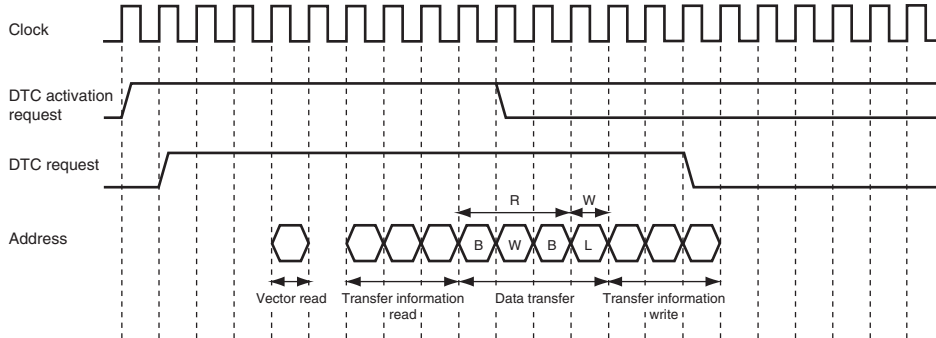 Clock
DTC activation
request
DTC request
R W
Address
B W B L
Vector read Transfer information Data transfer Transfer information
read write